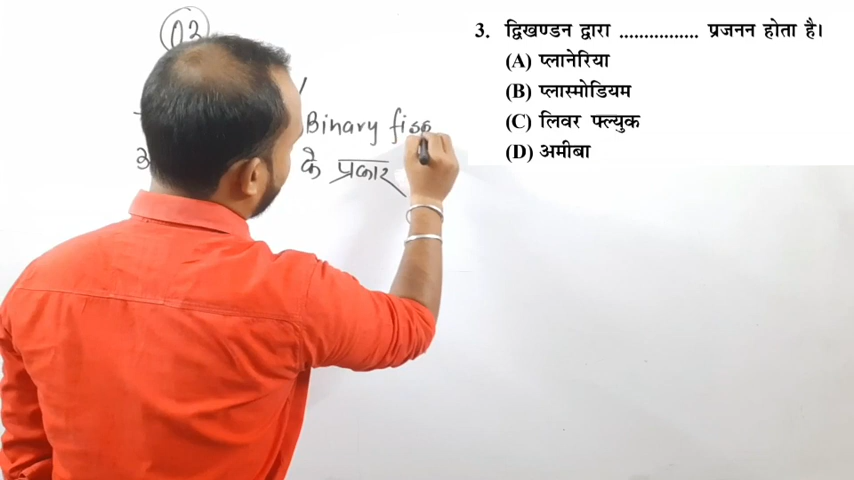 03
Binary fiss
के प्रकार
3. द्विखण्डन द्वारा ................ प्रजनन होता है।
(A) प्लानेरिया
(B) प्लास्मोडियम
(C) लिवर फ्ल्युक
(D) अमीबा